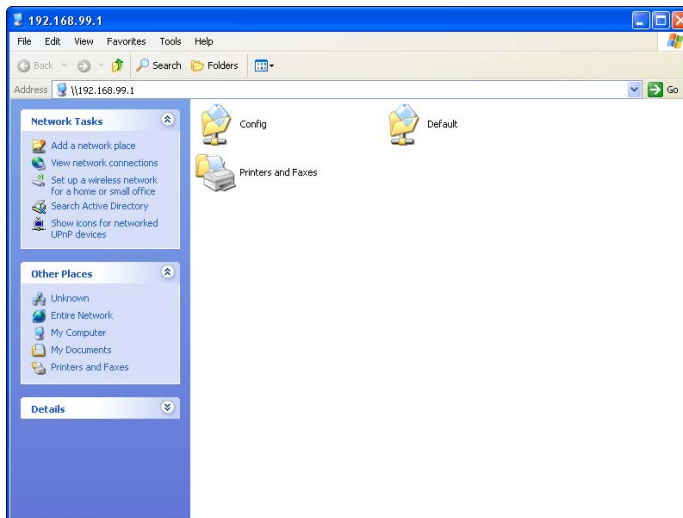 192.168.99.1
File Edit View Favorites Tools Help
Back Search Folders
Address \\192.168.99.1 Go
Network Tasks
Add a network place
View network connections
Set up a wireless network
for a home or small office
Search Active Directory
Show icons for networked
UPnP devices
Other Places
Unknown
Entire Network
My Computer
My Documents
Printers and Faxes
Details
Config Default
Printers and Faxes